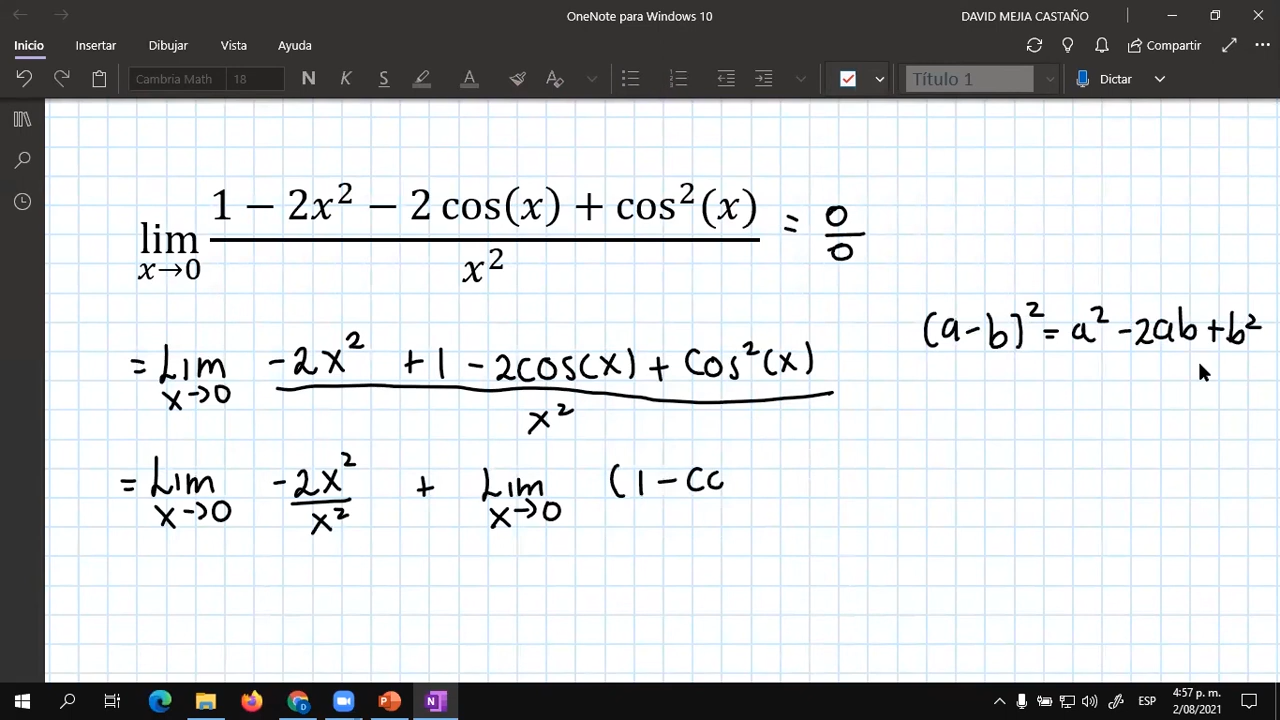 OneNote para Windows 10
DAVID MEJIA CASTAÑO
Inicio Insertar Dibujar Vista Ayuda
Compartir
Cambria Math 18 N K S A Título 1 Dictar
lim x→0 (1 − 2x² − 2 cos(x) + cos²(x)) / x² = 0/0
(a-b)² = a² - 2ab + b²
= Lim x→0 (-2x² + 1 - 2cos(x) + Cos²(x)) / x²
= Lim x→0 -2x²/x² + Lim x→0 (1 - Co
ESP
4:57 p. m.
2/08/2021